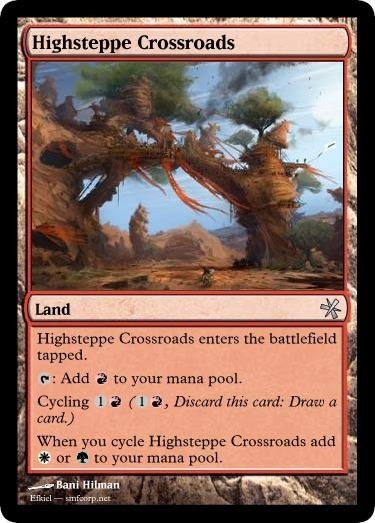 Highsteppe Crossroads
Land
Highsteppe Crossroads enters the battlefield
tapped.
: Add to your mana pool.
Cycling 1 ( 1 , Discard this card: Draw a
card.)
When you cycle Highsteppe Crossroads add
or to your mana pool.
Bani Hilman
Efkiel — smfcorp.net